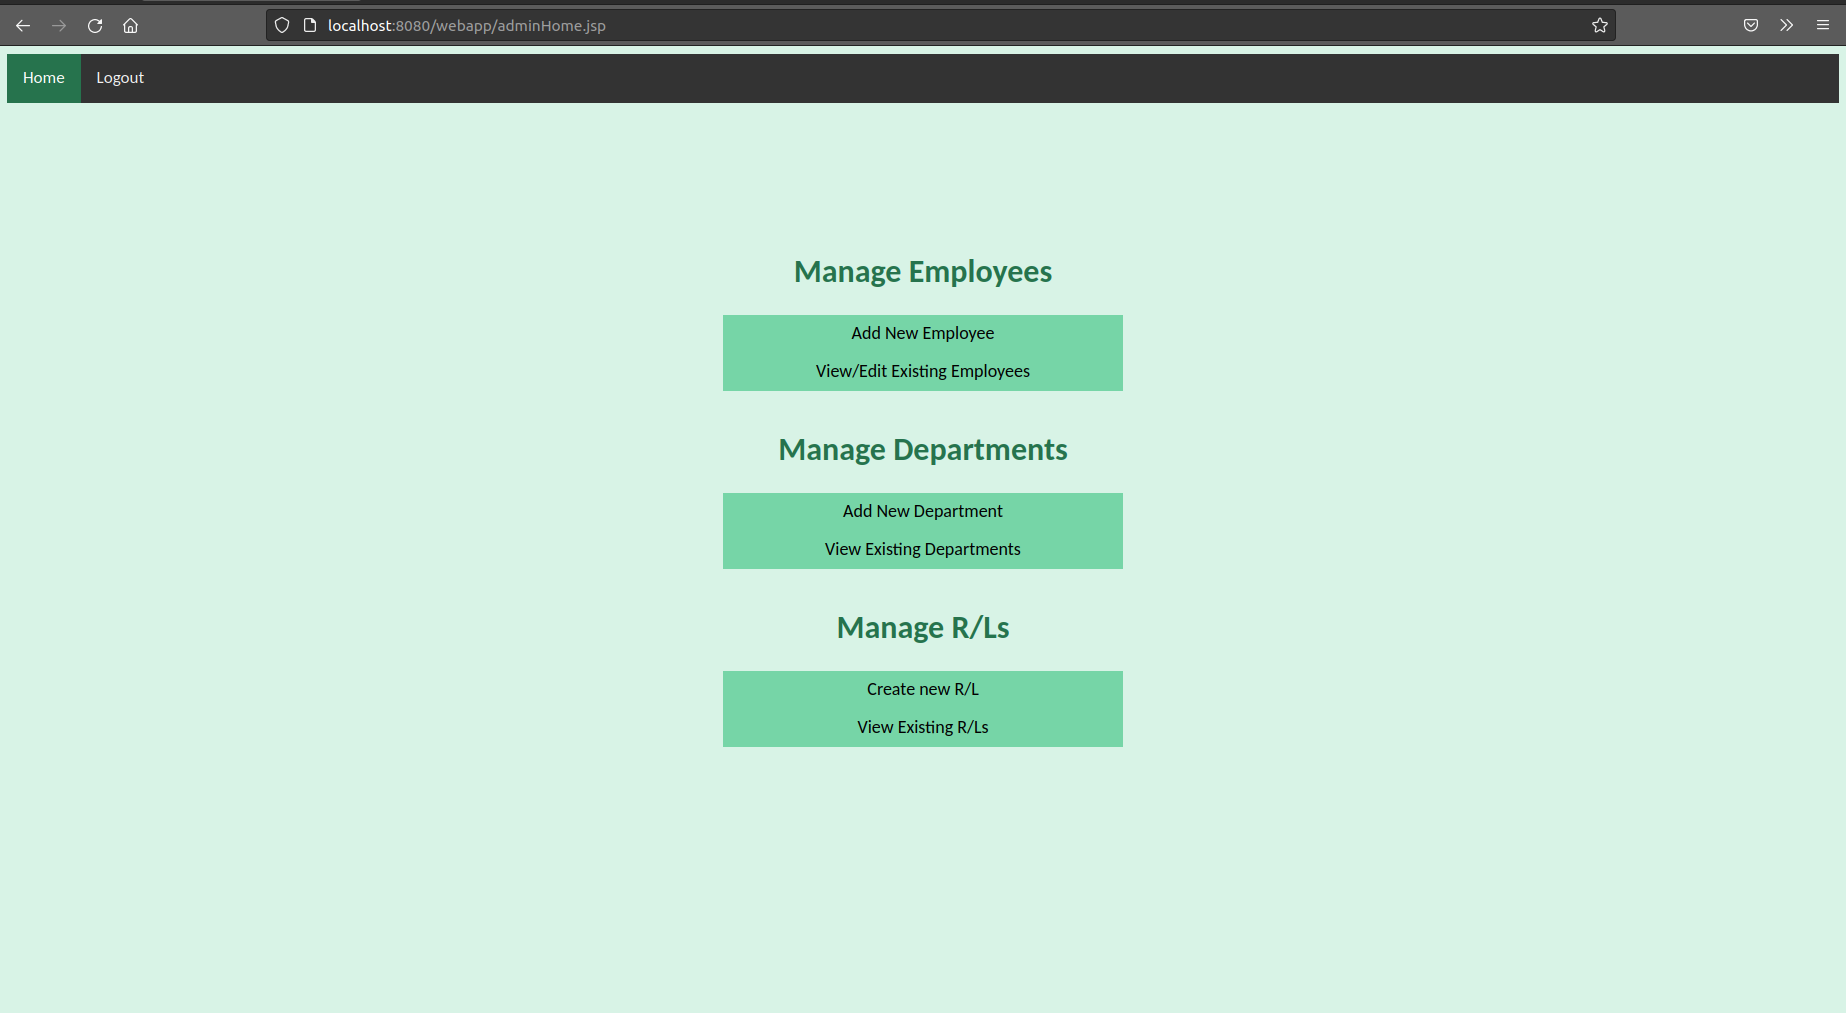 localhost:8080/webapp/adminHome.jsp
Home Logout
Manage Employees
Add New Employee
View/Edit Existing Employees
Manage Departments
Add New Department
View Existing Departments
Manage R/Ls
Create new R/L
View Existing R/Ls